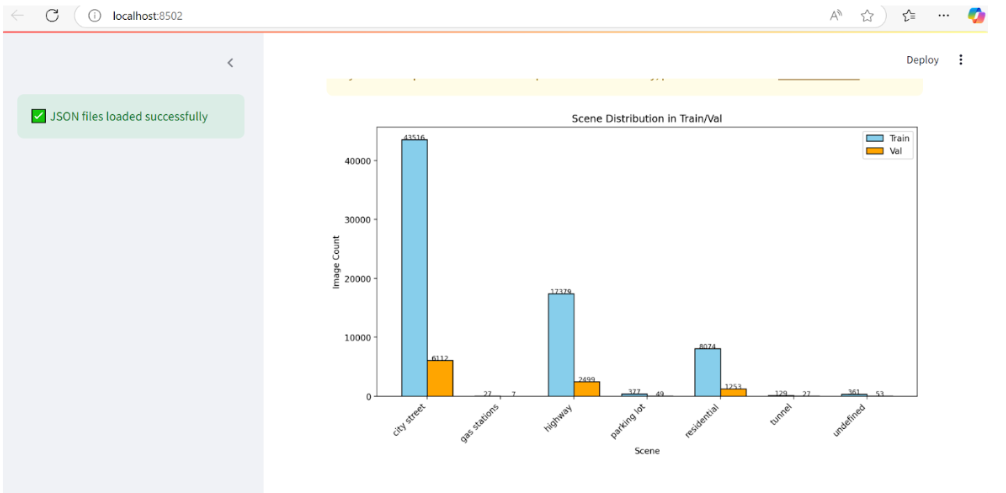 localhost:8502
Deploy
✅ JSON files loaded successfully
Scene Distribution in Train/Val
Train
Val
Image Count
40000
30000
20000
10000
0
43516
6112
27
7
17379
2499
377
49
8074
1253
129
27
361
53
city street
gas stations
highway
parking lot
residential
tunnel
undefined
Scene